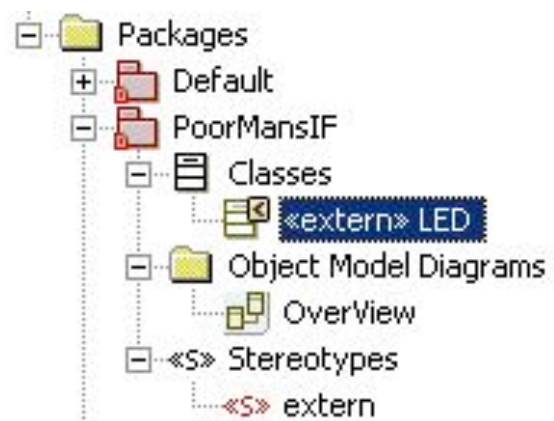 Packages
Default
PoorMansIF
Classes
«extern» LED
Object Model Diagrams
OverView
«S» Stereotypes
«S» extern